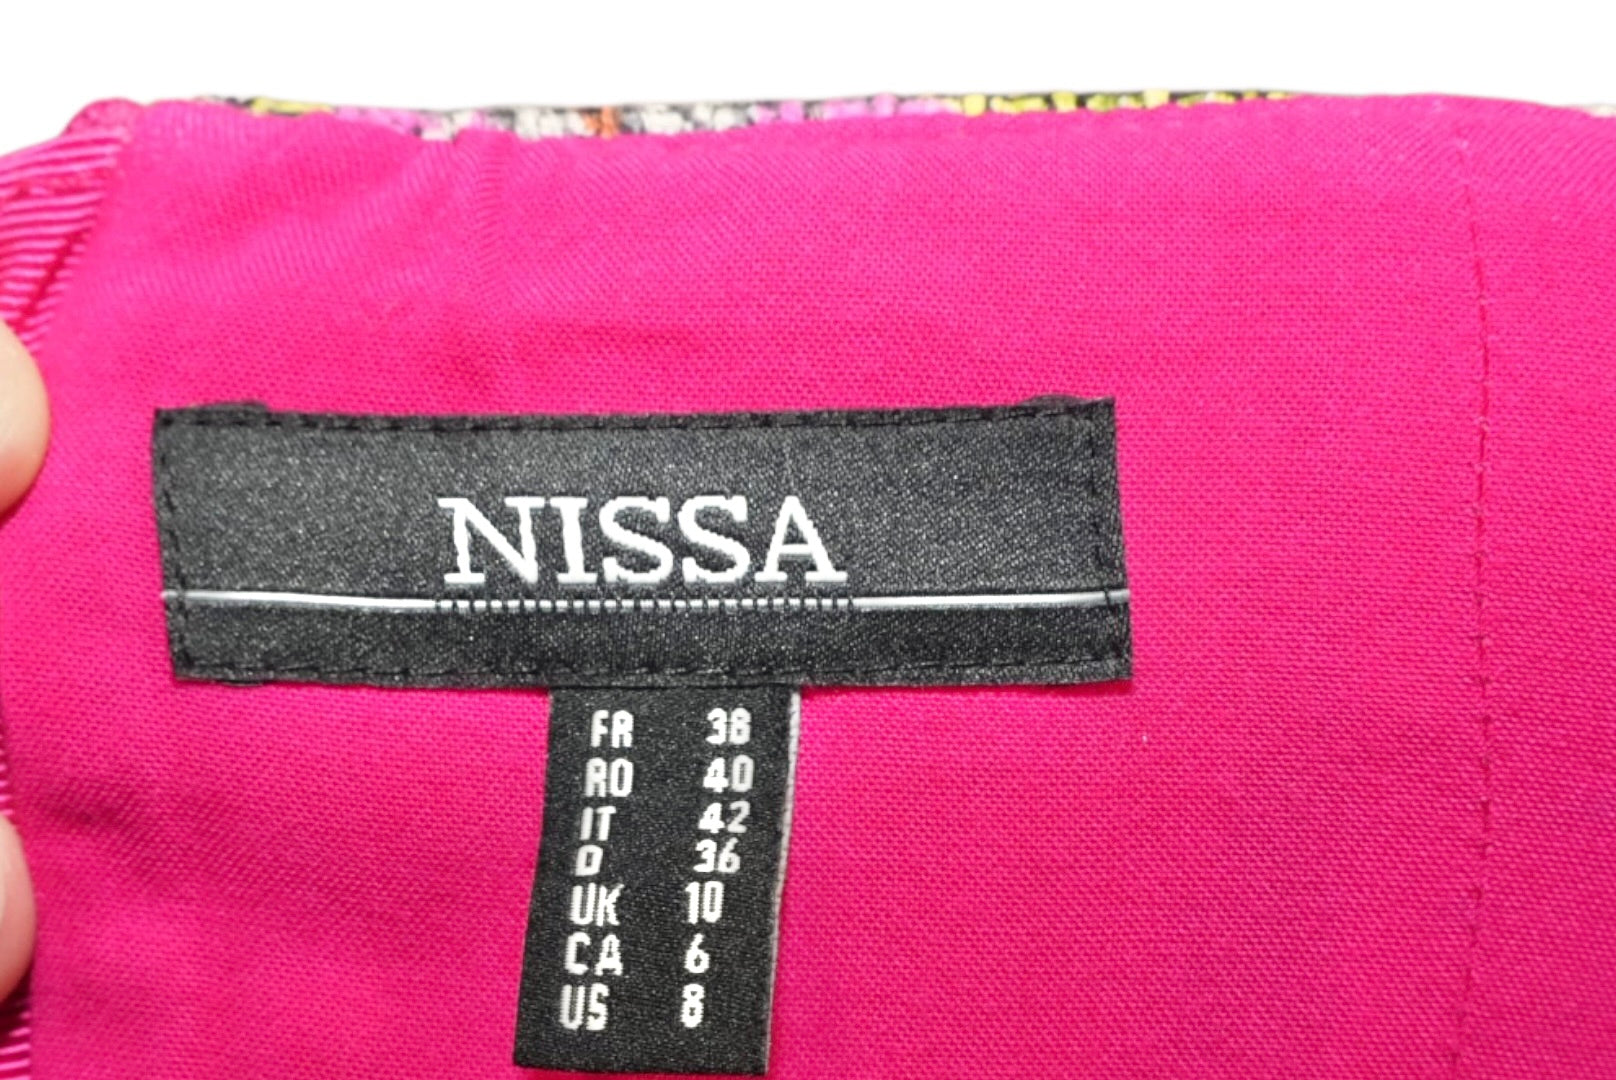 NISSA
FR 38
RO 40
IT 42
D 36
UK 10
CA 6
US 8